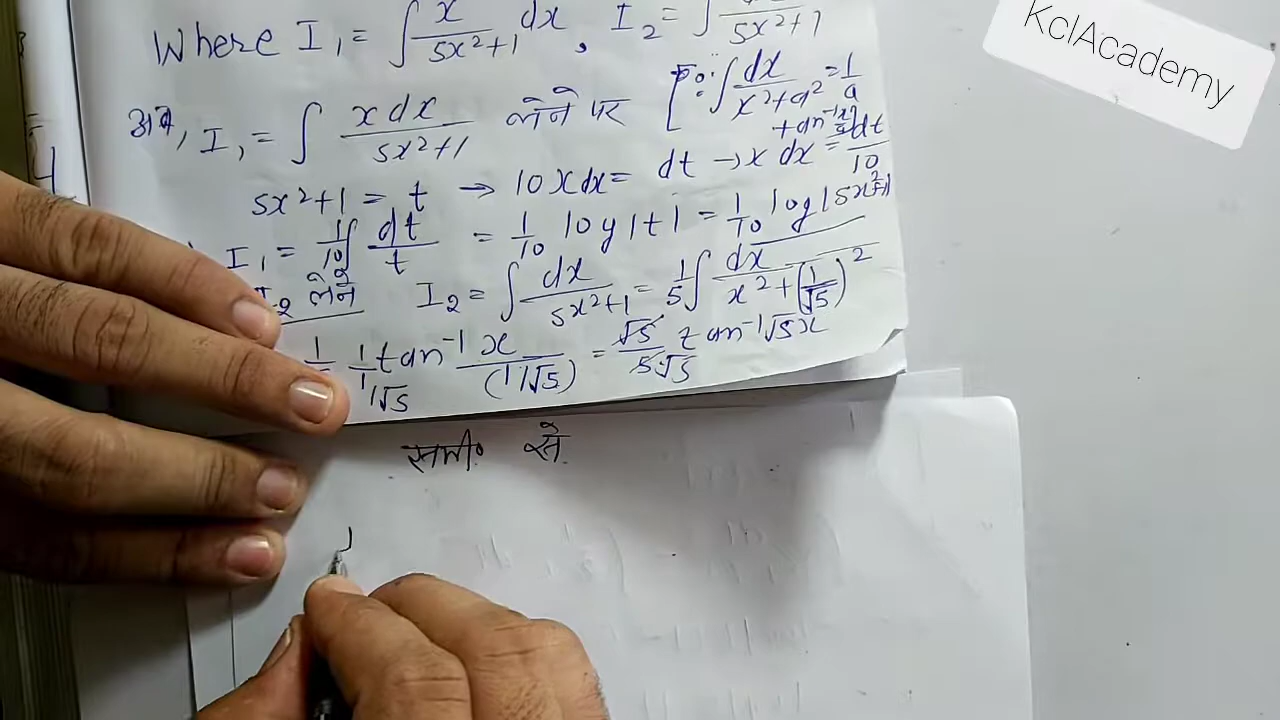 KclAcademy
Where I₁ = ∫ x/5x²+1 dx , I₂ = ∫ /5x²+1
अब, I₁ = ∫ x dx/5x²+1 लेने पर [∵ ∫ dx/x²+a² = 1/a tan⁻¹ x/a
5x²+1 = t → 10xdx = dt → x dx = dt/10
I₁ = 1/10 ∫ dt/t = 1/10 log|t| = 1/10 log|5x²+1
I₂ लेने I₂ = ∫ dx/5x²+1 = 1/5 ∫ dx/x²+(1/√5)²
1/1/√5 tan⁻¹ x/(1/√5) = √5/5√5 tan⁻¹√5x
समी० से